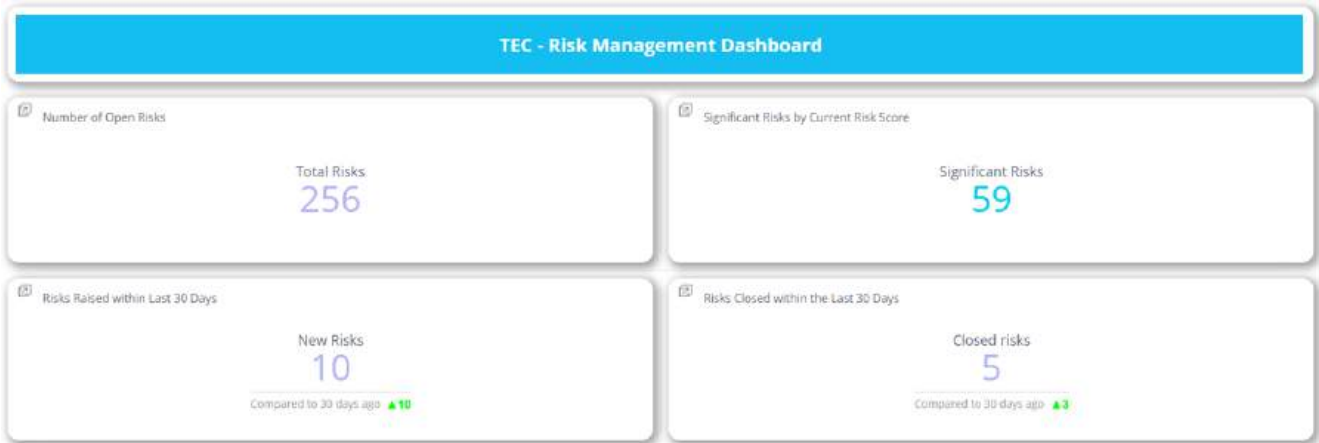 TEC - Risk Management Dashboard
Number of Open Risks
Total Risks
256
Significant Risks by Current Risk Score
Significant Risks
59
Risks Raised within Last 30 Days
New Risks
10
Compared to 30 days ago ▲10
Risks Closed within the Last 30 Days
Closed risks
5
Compared to 30 days ago ▲3